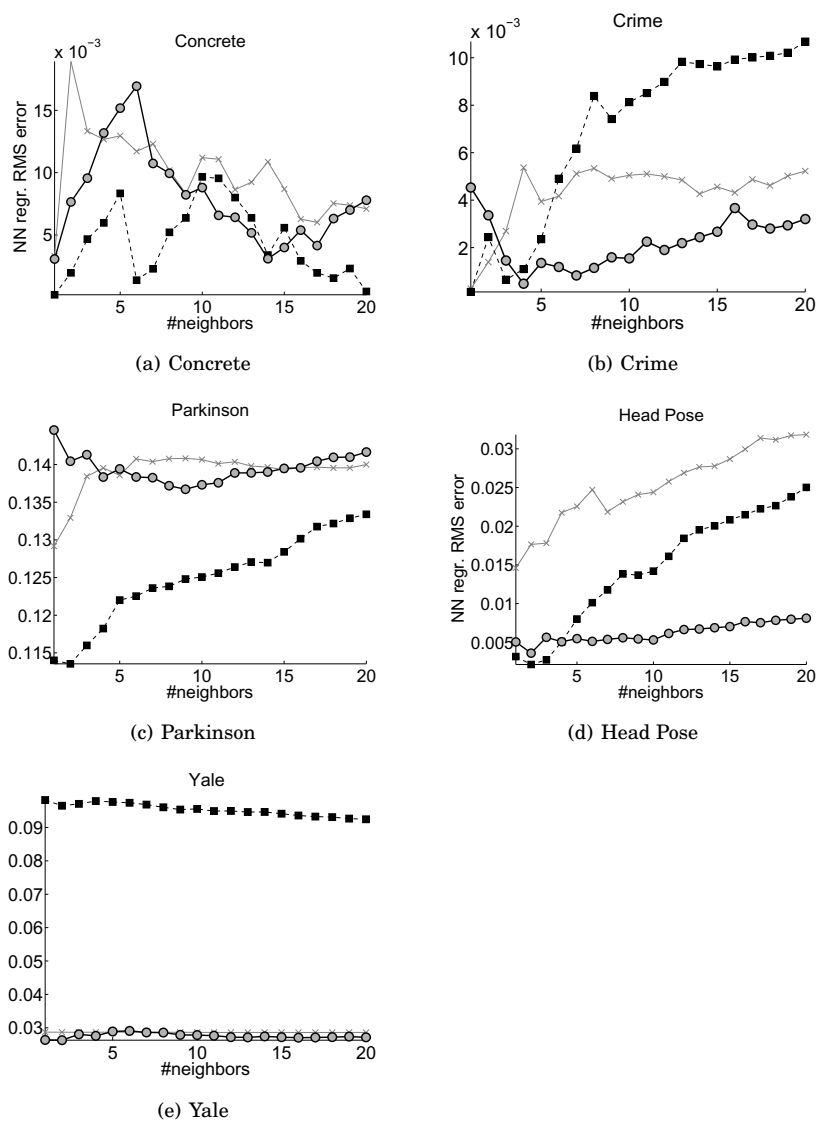 x 10⁻³
Concrete
NN regr. RMS error
15
10
5
5 10 15 20
#neighbors
(a) Concrete
x 10⁻³
Crime
10
8
6
4
2
5 10 15 20
#neighbors
(b) Crime
Parkinson
0.14
0.135
0.13
0.125
0.12
0.115
5 10 15 20
#neighbors
(c) Parkinson
Head Pose
NN regr. RMS error
0.03
0.025
0.02
0.015
0.01
0.005
5 10 15 20
#neighbors
(d) Head Pose
Yale
0.09
0.08
0.07
0.06
0.05
0.04
0.03
5 10 15 20
#neighbors
(e) Yale